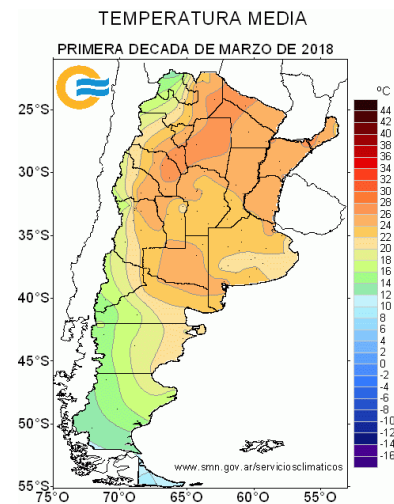 TEMPERATURA MEDIA
PRIMERA DECADA DE MARZO DE 2018
ºC
44
42
40
38
36
34
32
30
28
26
24
22
20
18
16
14
12
10
8
6
4
2
0
-2
-4
-6
-8
-10
-12
-14
-16
25°S
30°S
35°S
40°S
45°S
50°S
55°S
75°O
70°O
65°O
60°O
55°O
www.smn.gov.ar/serviciosclimaticos